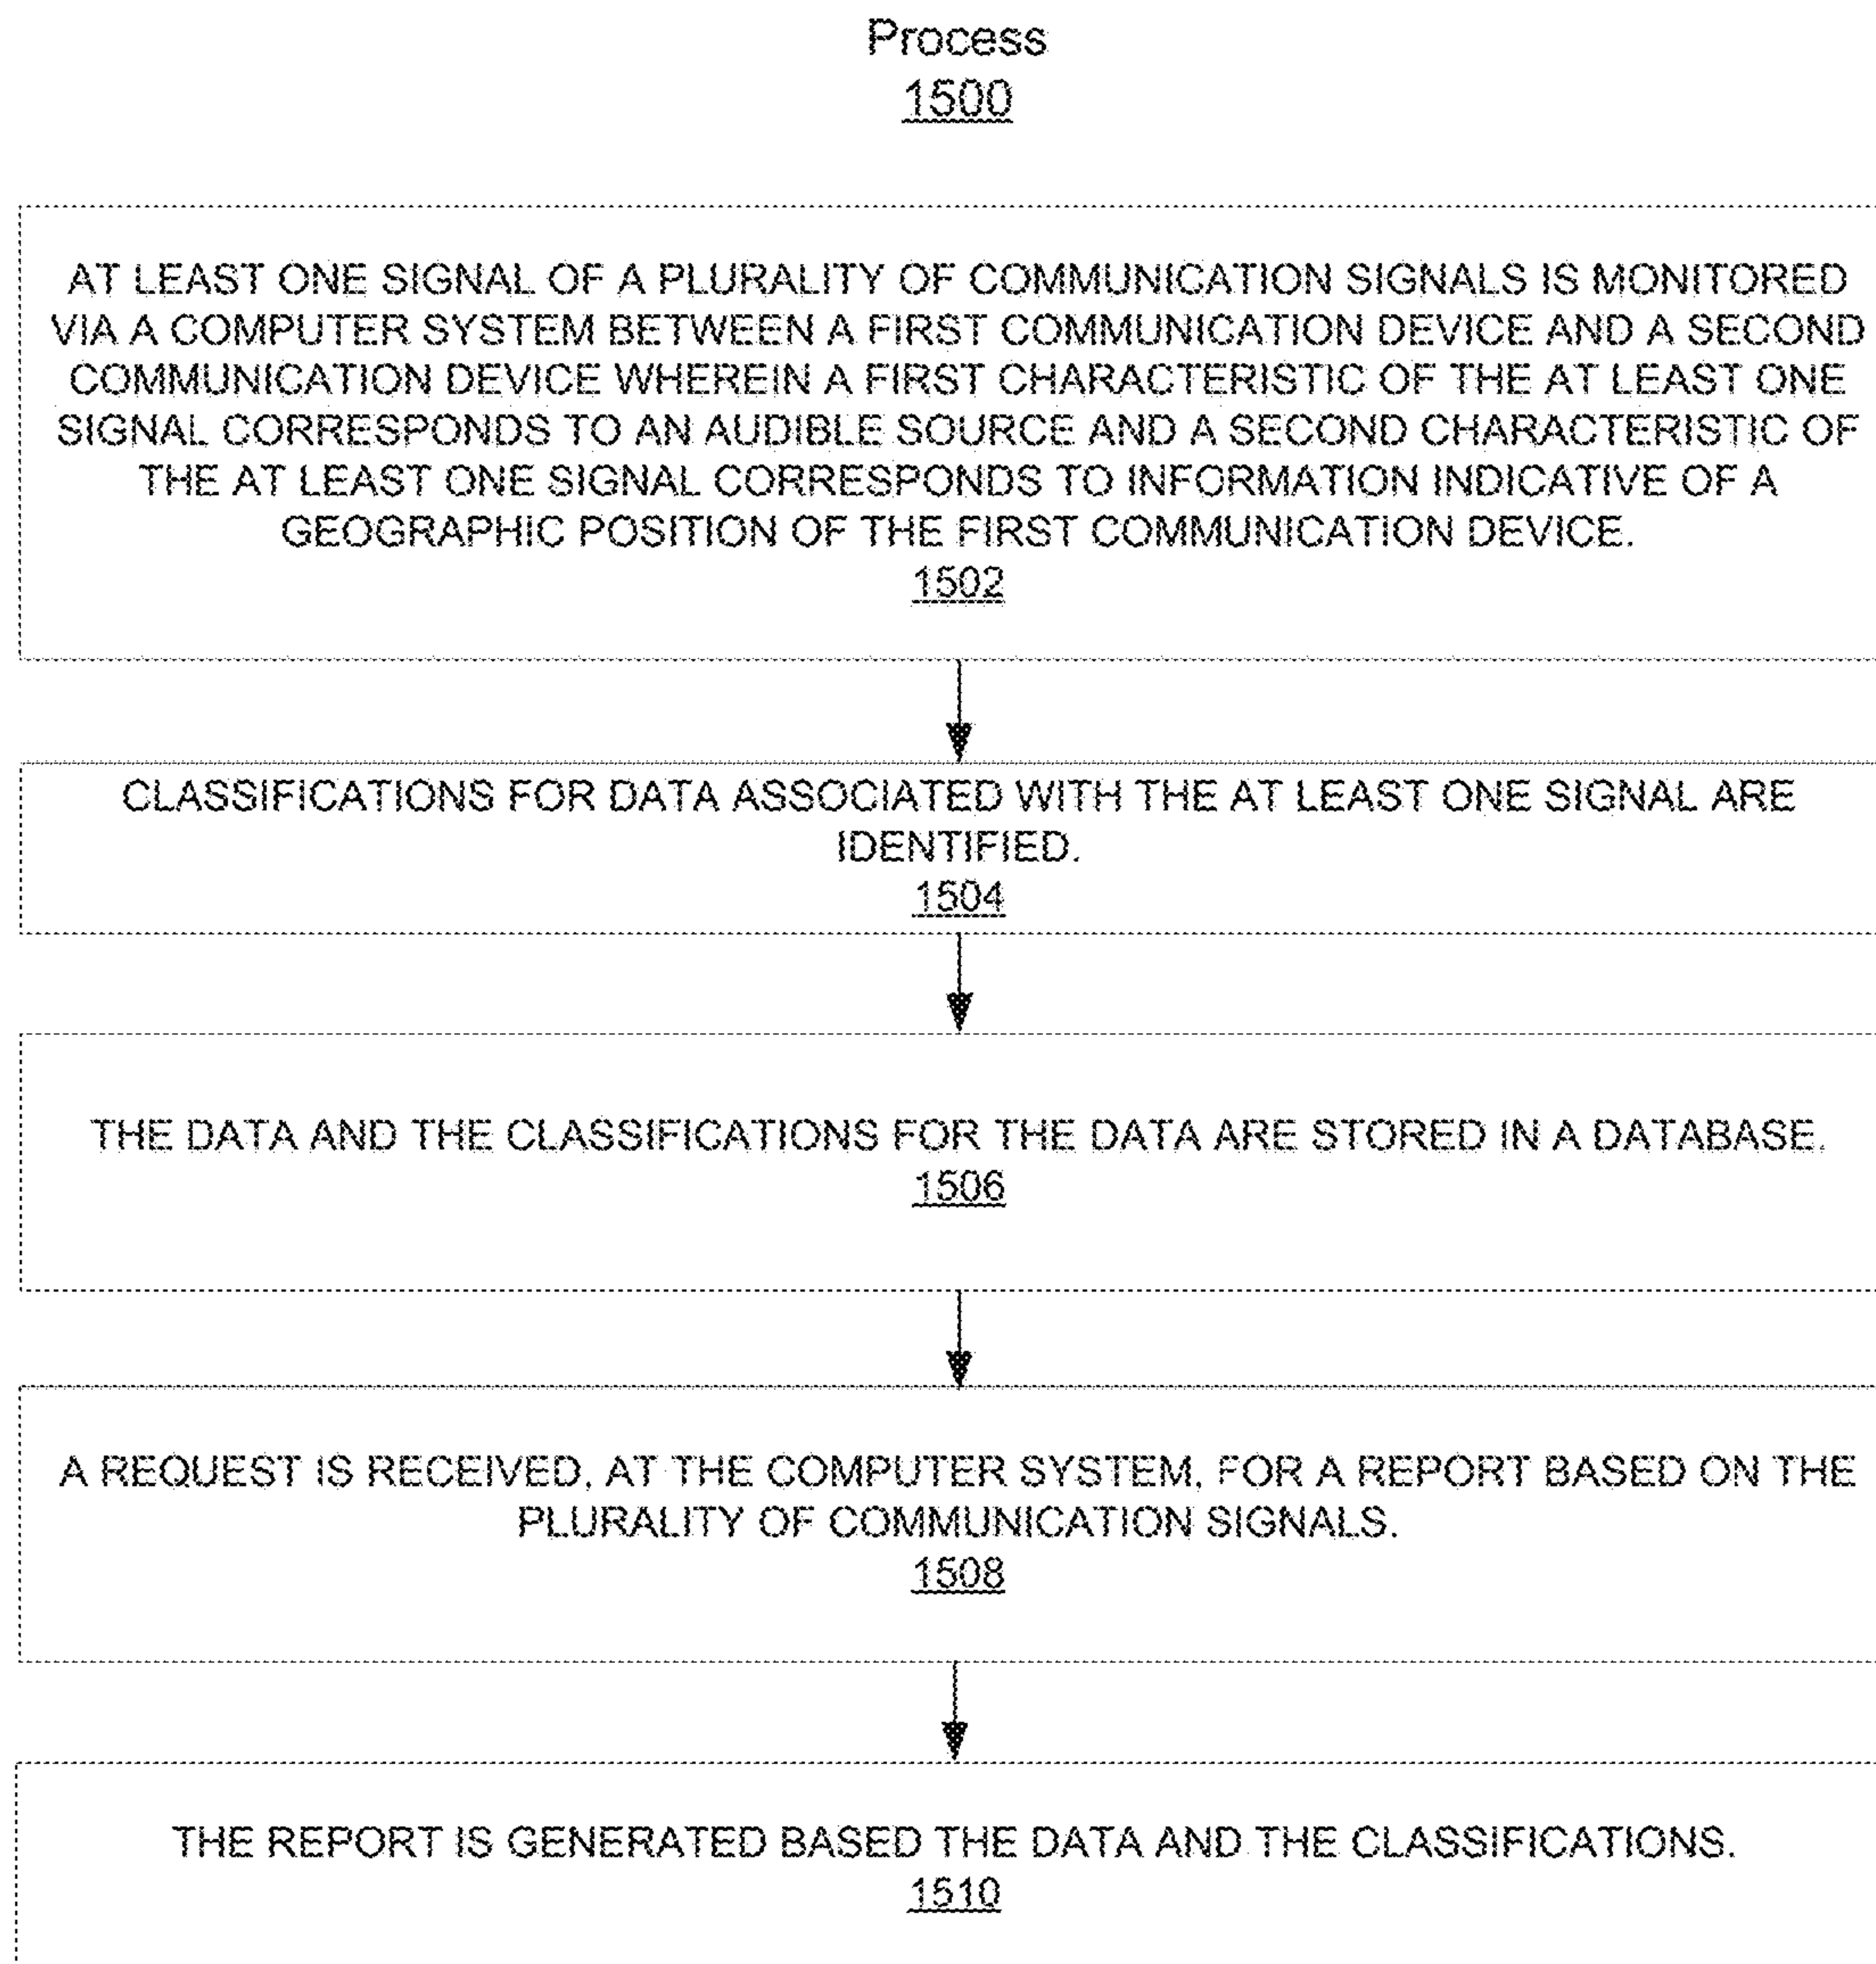 Process
1500
AT LEAST ONE SIGNAL OF A PLURALITY OF COMMUNICATION SIGNALS IS MONITORED
VIA A COMPUTER SYSTEM BETWEEN A FIRST COMMUNICATION DEVICE AND A SECOND
COMMUNICATION DEVICE WHEREIN A FIRST CHARACTERISTIC OF THE AT LEAST ONE
SIGNAL CORRESPONDS TO AN AUDIBLE SOURCE AND A SECOND CHARACTERISTIC OF
THE AT LEAST ONE SIGNAL CORRESPONDS TO INFORMATION INDICATIVE OF A
GEOGRAPHIC POSITION OF THE FIRST COMMUNICATION DEVICE.
1502
CLASSIFICATIONS FOR DATA ASSOCIATED WITH THE AT LEAST ONE SIGNAL ARE
IDENTIFIED.
1504
THE DATA AND THE CLASSIFICATIONS FOR THE DATA ARE STORED IN A DATABASE.
1506
A REQUEST IS RECEIVED, AT THE COMPUTER SYSTEM, FOR A REPORT BASED ON THE
PLURALITY OF COMMUNICATION SIGNALS.
1508
THE REPORT IS GENERATED BASED THE DATA AND THE CLASSIFICATIONS.
1510